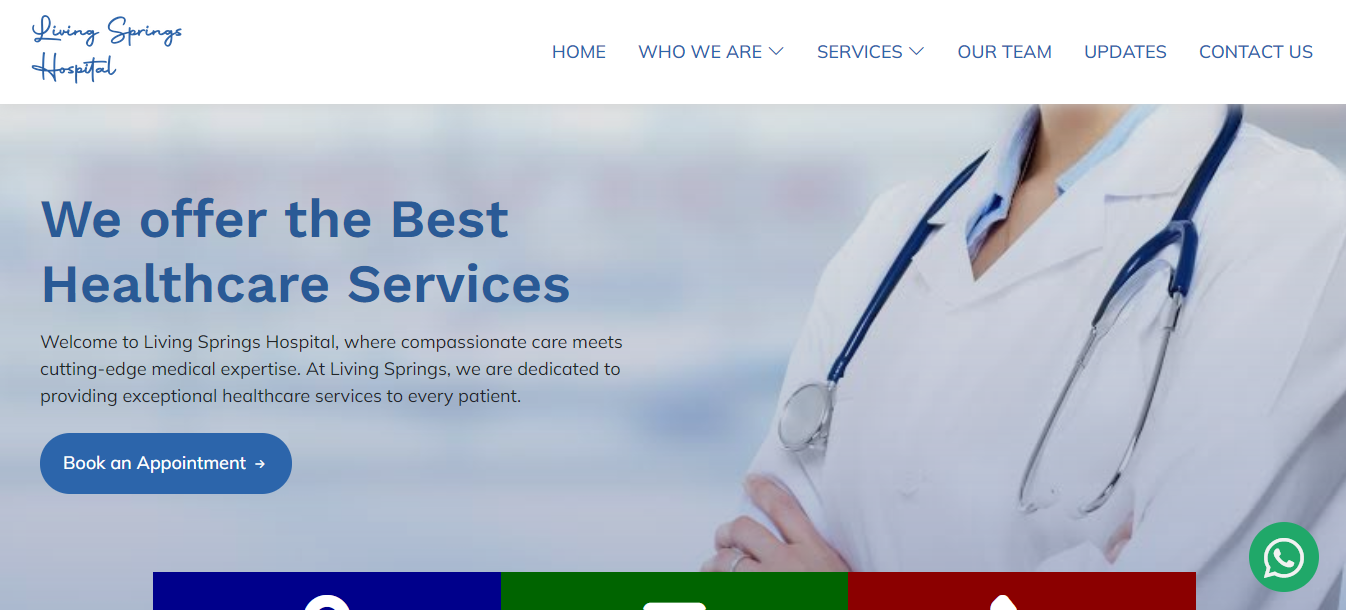 Living Springs
Hospital
HOME WHO WE ARE SERVICES OUR TEAM UPDATES CONTACT US
We offer the Best
Healthcare Services
Welcome to Living Springs Hospital, where compassionate care meets
cutting-edge medical expertise. At Living Springs, we are dedicated to
providing exceptional healthcare services to every patient.
Book an Appointment →